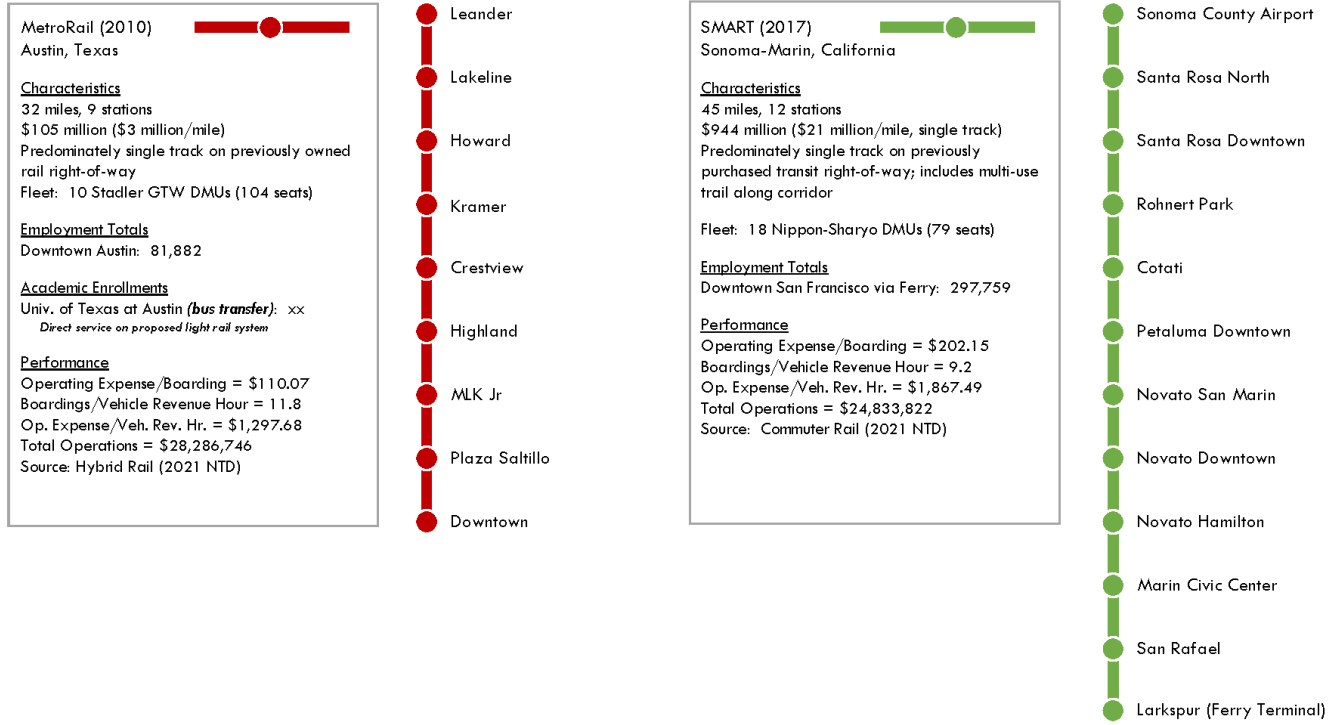 MetroRail (2010)
Austin, Texas
Characteristics
32 miles, 9 stations
$105 million ($3 million/mile)
Predominately single track on previously owned
rail right-of-way
Fleet:  10 Stadler GTW DMUs (104 seats)
Employment Totals
Downtown Austin:  81,882
Academic Enrollments
Univ. of Texas at Austin (bus transfer):  xx
Direct service on proposed light rail system
Performance
Operating Expense/Boarding = $110.07
Boardings/Vehicle Revenue Hour = 11.8
Op. Expense/Veh. Rev. Hr. = $1,297.68
Total Operations = $28,286,746
Source: Hybrid Rail (2021 NTD)
Leander
Lakeline
Howard
Kramer
Crestview
Highland
MLK Jr
Plaza Saltillo
Downtown
SMART (2017)
Sonoma-Marin, California
Characteristics
45 miles, 12 stations
$944 million ($21 million/mile, single track)
Predominately single track on previously
purchased transit right-of-way; includes multi-use
trail along corridor
Fleet:  18 Nippon-Sharyo DMUs (79 seats)
Employment Totals
Downtown San Francisco via Ferry:  297,759
Performance
Operating Expense/Boarding = $202.15
Boardings/Vehicle Revenue Hour = 9.2
Op. Expense/Veh. Rev. Hr. = $1,867.49
Total Operations = $24,833,822
Source:  Commuter Rail (2021 NTD)
Sonoma County Airport
Santa Rosa North
Santa Rosa Downtown
Rohnert Park
Cotati
Petaluma Downtown
Novato San Marin
Novato Downtown
Novato Hamilton
Marin Civic Center
San Rafael
Larkspur (Ferry Terminal)